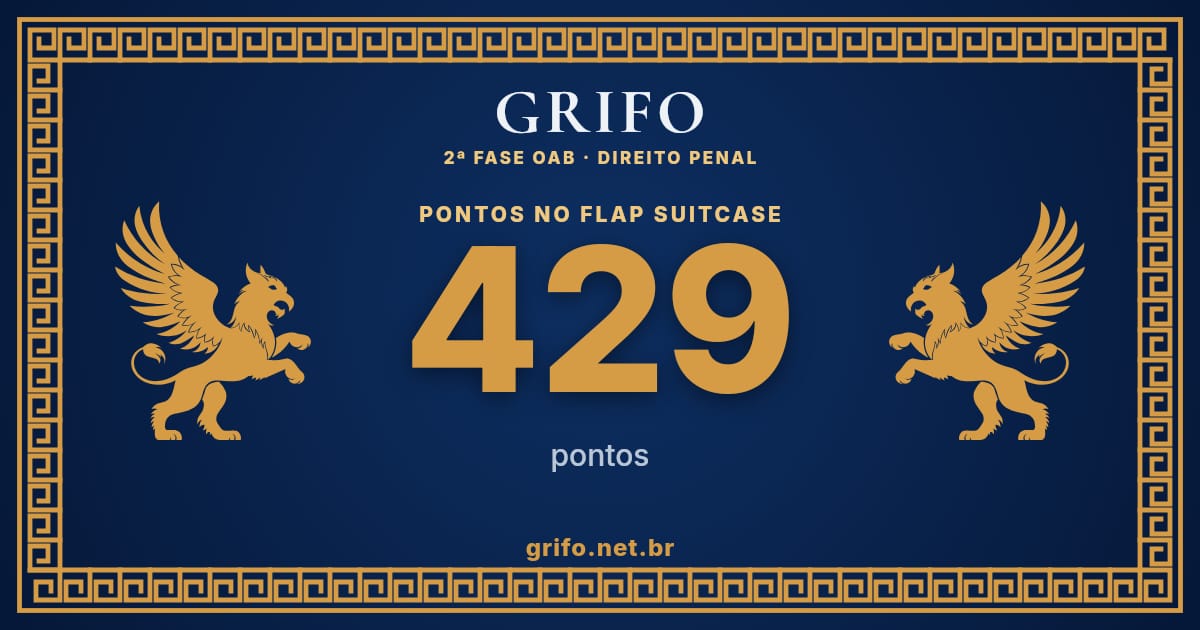 GRIFO
2ª FASE OAB · DIREITO PENAL
PONTOS NO FLAP SUITCASE
429
pontos
grifo.net.br